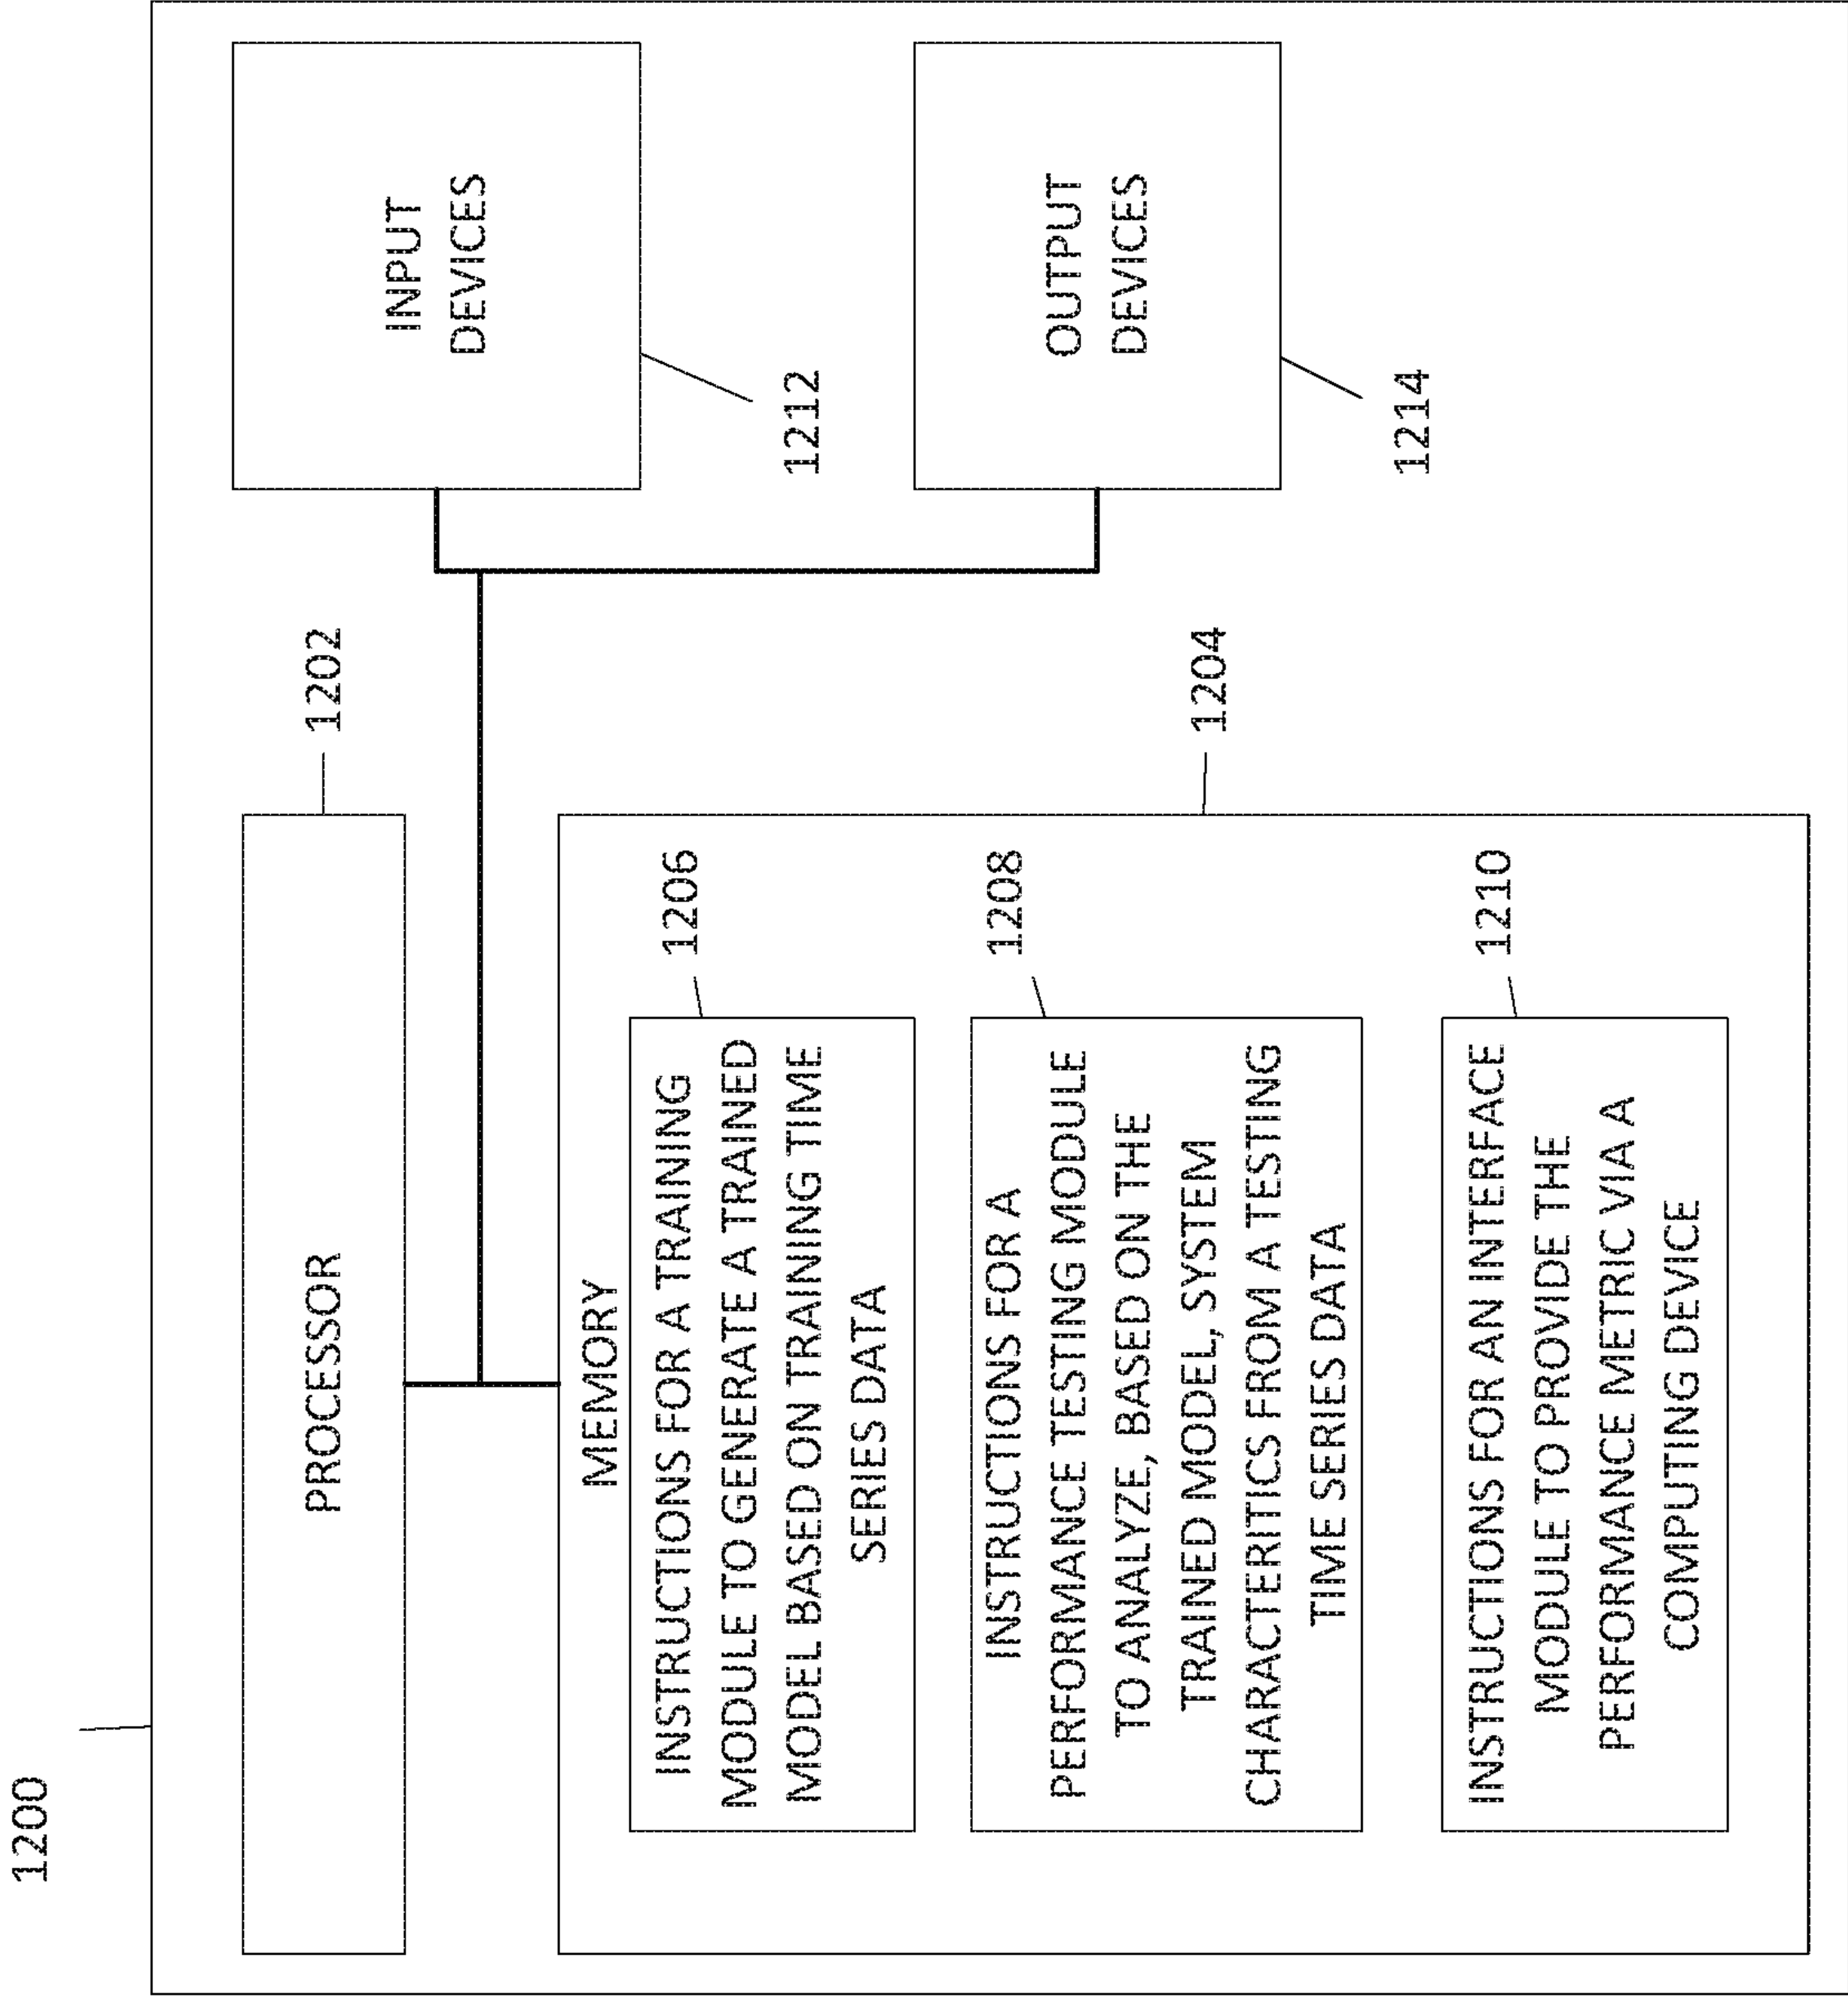 1200
PROCESSOR
1202
MEMORY
INSTRUCTIONS FOR A TRAINING
MODULE TO GENERATE A TRAINED
MODEL BASED ON TRAINING TIME
SERIES DATA
1206
INSTRUCTIONS FOR A
PERFORMANCE TESTING MODULE
TO ANALYZE, BASED ON THE
TRAINED MODEL, SYSTEM
CHARACTERITICS FROM A TESTING
TIME SERIES DATA
1208
INSTRUCTIONS FOR AN INTERFACE
MODULE TO PROVIDE THE
PERFORMANCE METRIC VIA A
COMPUTING DEVICE
1210
1204
INPUT
DEVICES
1212
OUTPUT
DEVICES
1214